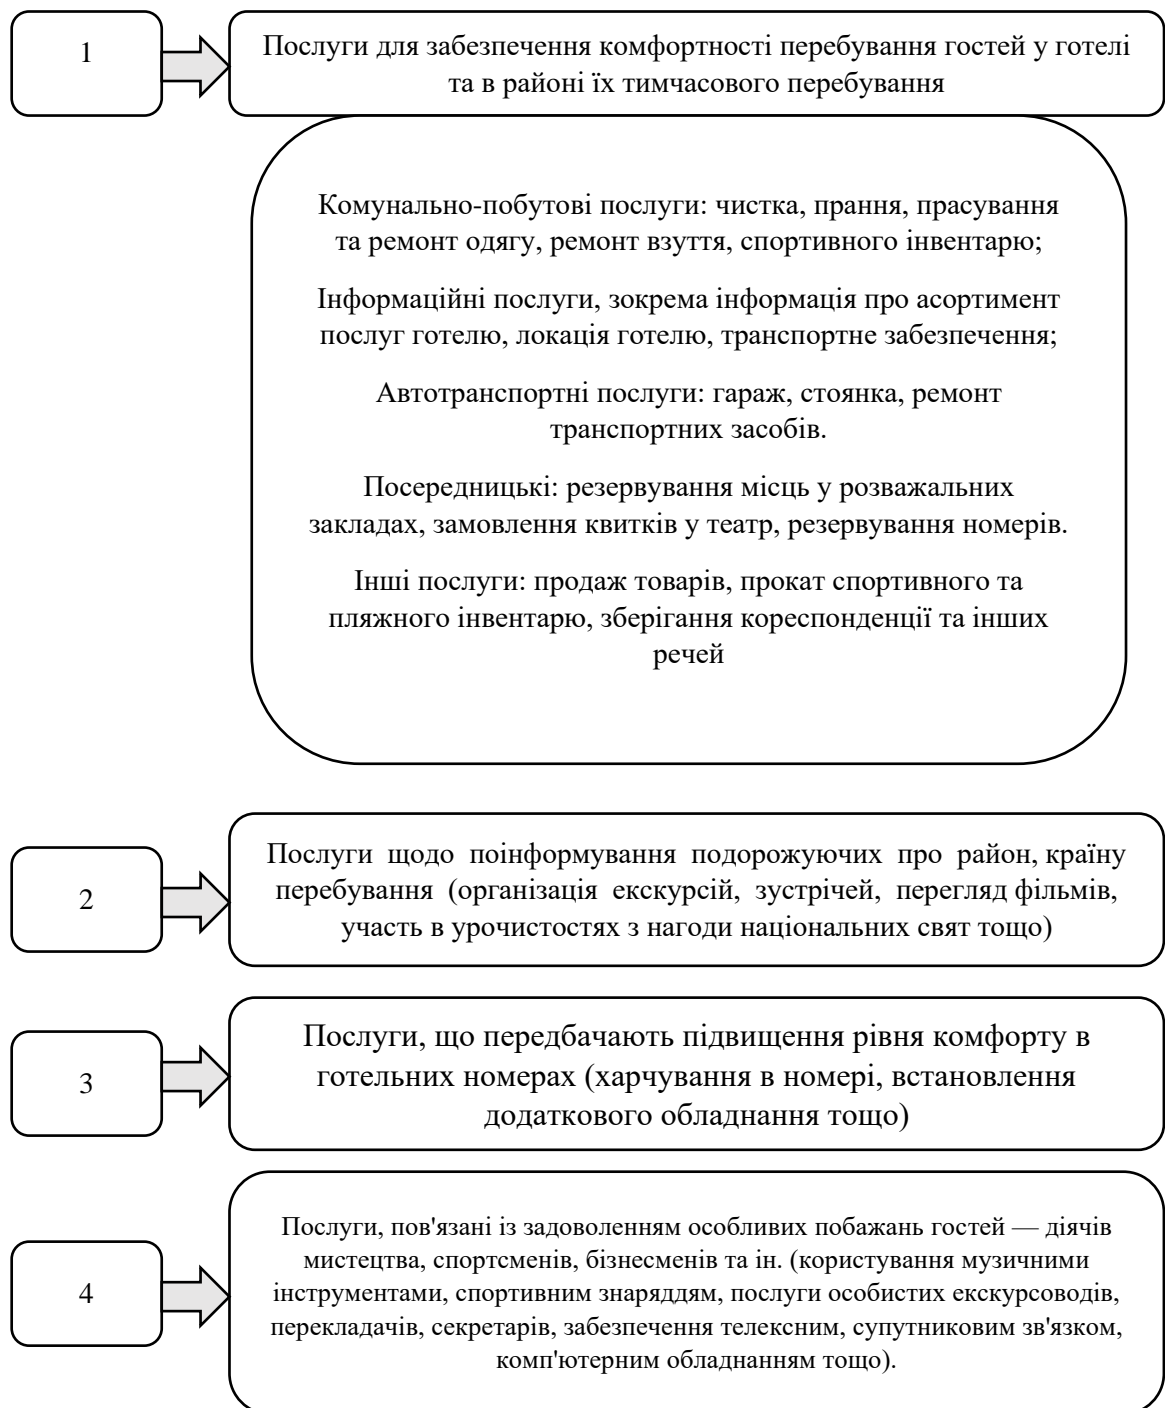 1
Послуги для забезпечення комфортності перебування гостей у готелі
та в районі їх тимчасового перебування
Комунально-побутові послуги: чистка, прання, прасування
та ремонт одягу, ремонт взуття, спортивного інвентарю;
Інформаційні послуги, зокрема інформація про асортимент
послуг готелю, локація готелю, транспортне забезпечення;
Автотранспортні послуги: гараж, стоянка, ремонт
транспортних засобів.
Посередницькі: резервування місць у розважальних
закладах, замовлення квитків у театр, резервування номерів.
Інші послуги: продаж товарів, прокат спортивного та
пляжного інвентарю, зберігання кореспонденції та інших
речей
2
Послуги щодо поінформування подорожуючих про район, країну
перебування (організація екскурсій, зустрічей, перегляд фільмів,
участь в урочистостях з нагоди національних свят тощо)
3
Послуги, що передбачають підвищення рівня комфорту в
готельних номерах (харчування в номері, встановлення
додаткового обладнання тощо)
4
Послуги, пов'язані із задоволенням особливих побажань гостей — діячів
мистецтва, спортсменів, бізнесменів та ін. (користування музичними
інструментами, спортивним знаряддям, послуги особистих екскурсоводів,
перекладачів, секретарів, забезпечення телексним, супутниковим зв'язком,
комп'ютерним обладнанням тощо).